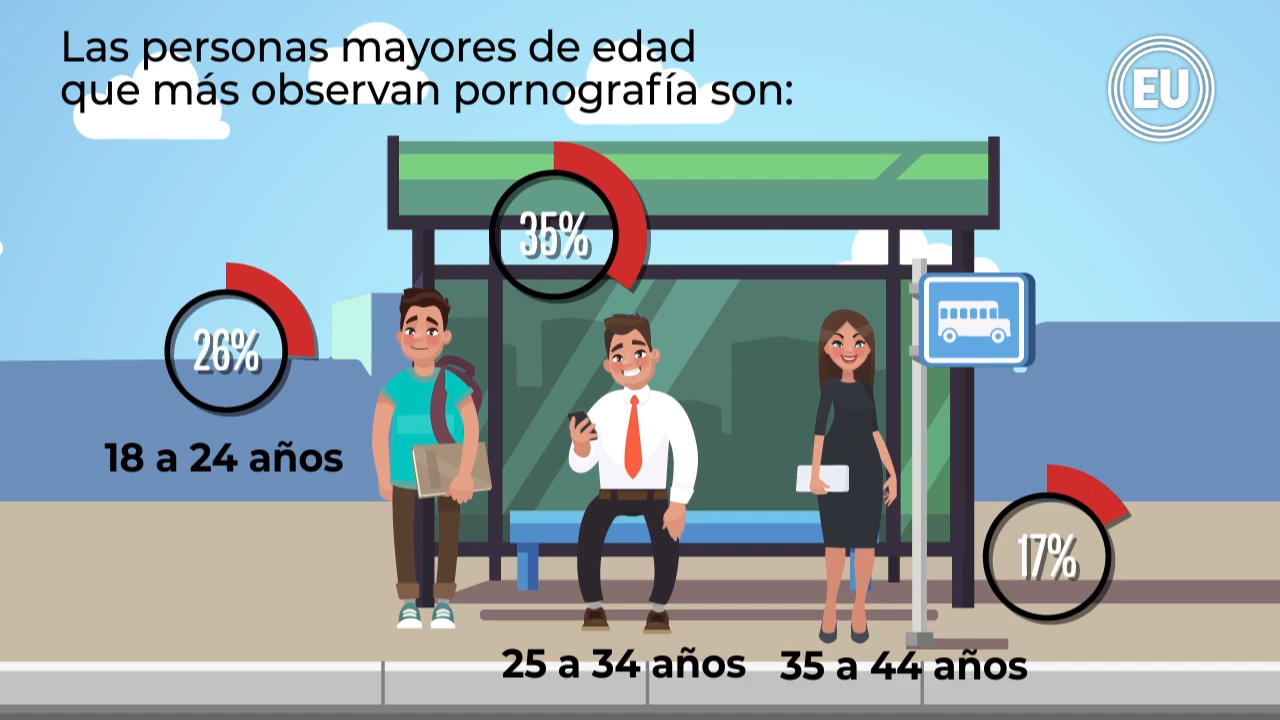 Las personas mayores de edad
que más observan pornografía son:
EU
35%
26%
18 a 24 años
17%
25 a 34 años
35 a 44 años